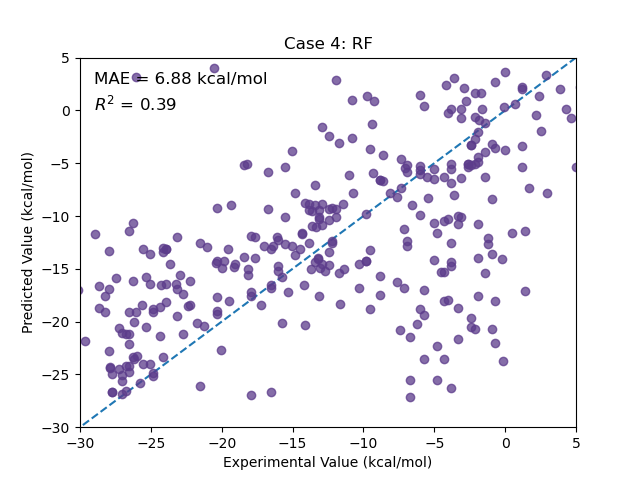 Case 4: RF
MAE = 6.88 kcal/mol
R² = 0.39
5
0
−5
−10
−15
−20
−25
−30
Predicted Value (kcal/mol)
−30 −25 −20 −15 −10 −5 0 5
Experimental Value (kcal/mol)